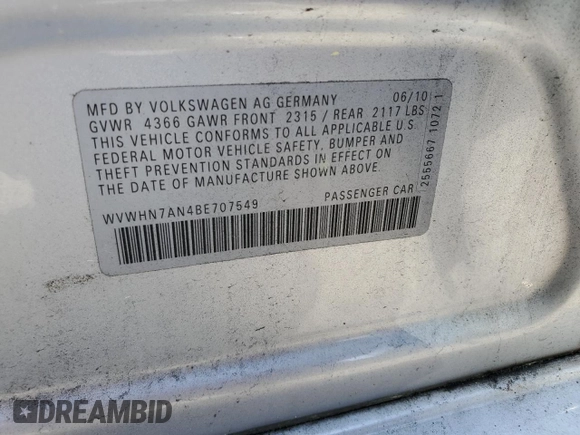 MFD BY VOLKSWAGEN AG GERMANY 06/10
GVWR 4366 GAWR FRONT 2315 / REAR 2117 LBS
THIS VEHICLE CONFORMS TO ALL APPLICABLE U.S.
FEDERAL MOTOR VEHICLE SAFETY, BUMPER AND
THEFT PREVENTION STANDARDS IN EFFECT ON
THE DATE OF MANUFACTURE SHOWN ABOVE.
WVWHN7AN4BE707549 PASSENGER CAR
2555667 1072 1
DREAMBID